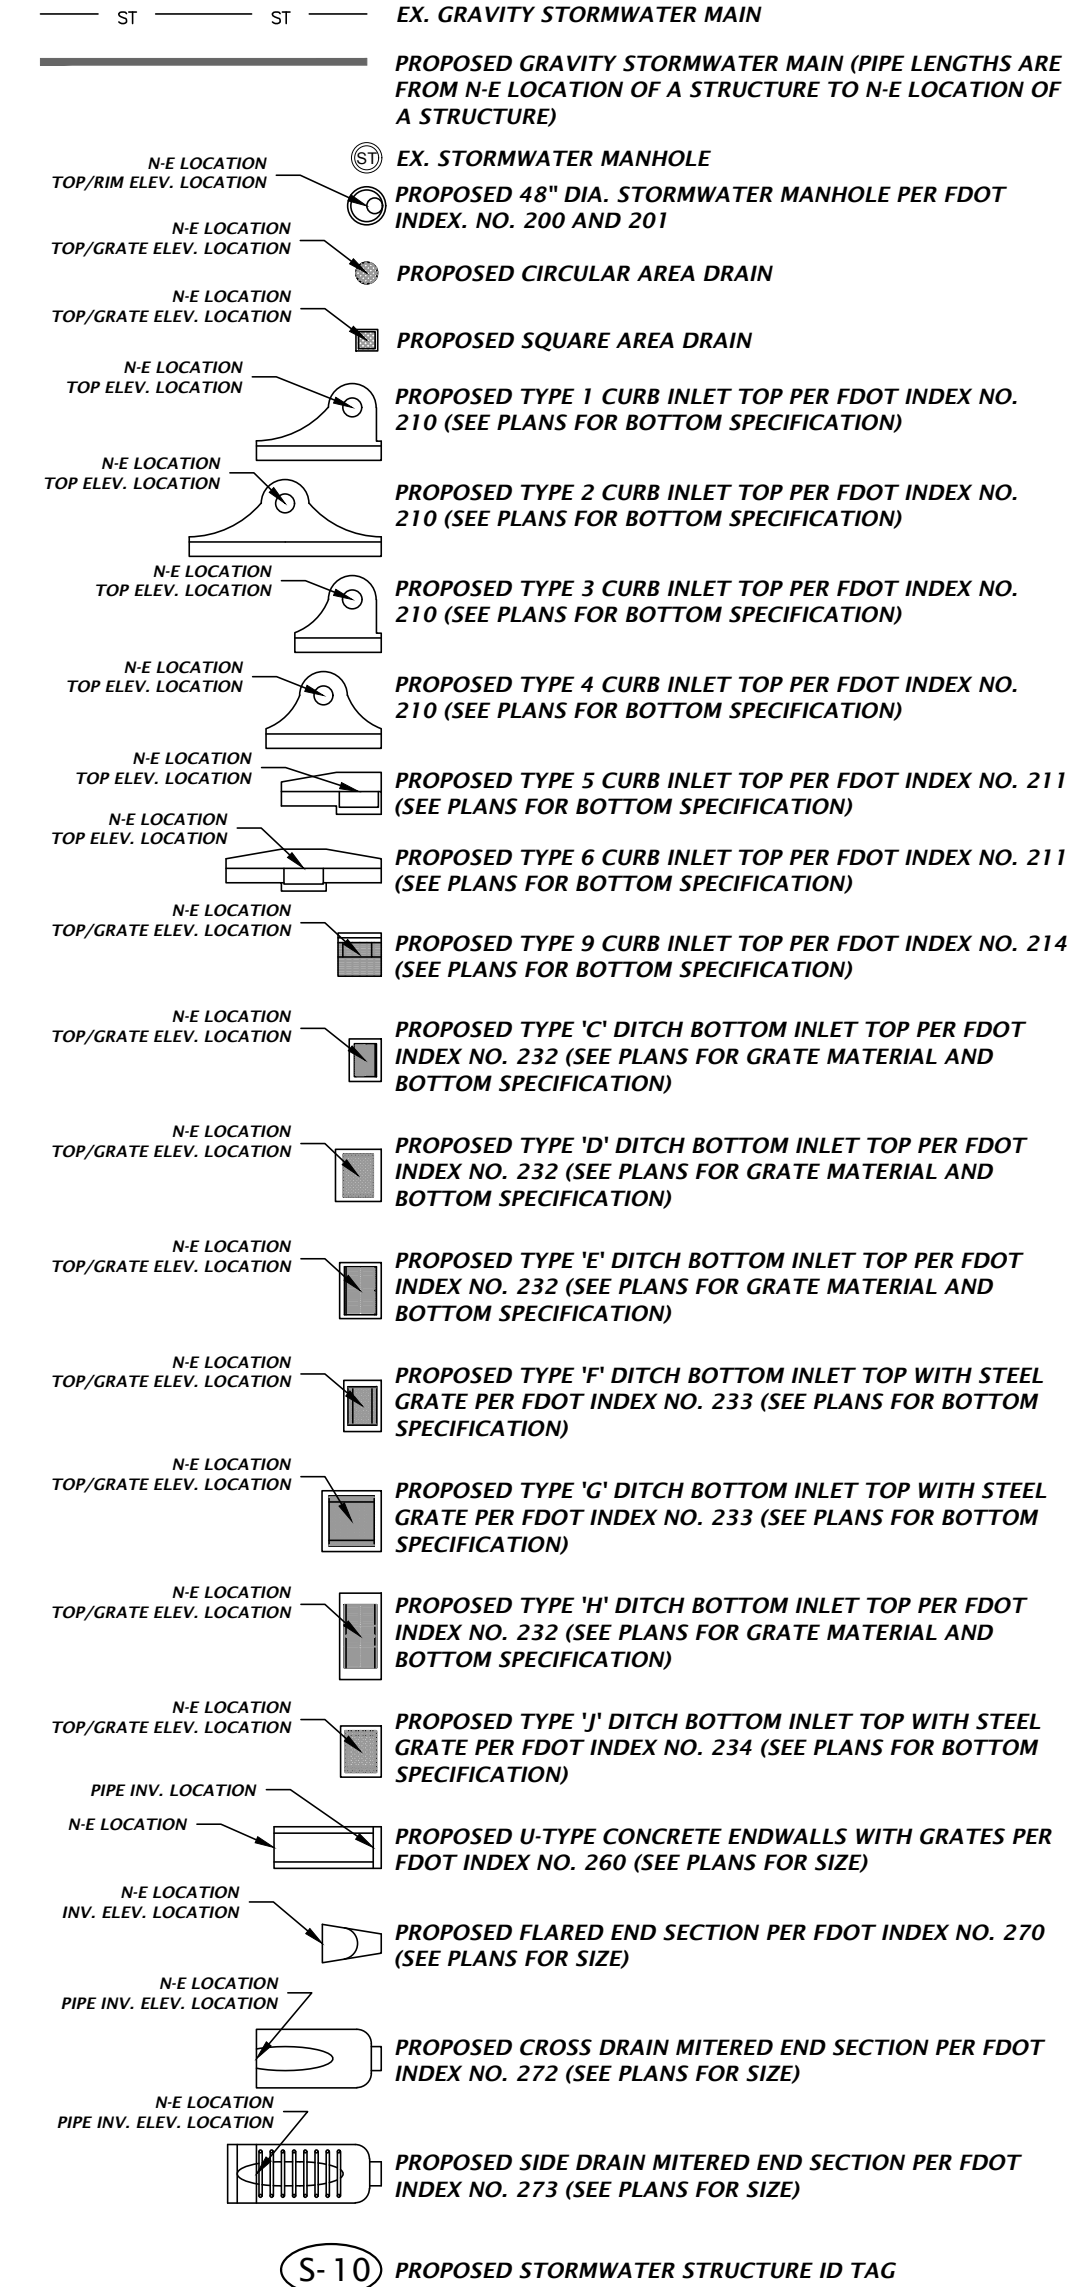 ST ST EX. GRAVITY STORMWATER MAIN
PROPOSED GRAVITY STORMWATER MAIN (PIPE LENGTHS ARE
FROM N-E LOCATION OF A STRUCTURE TO N-E LOCATION OF
A STRUCTURE)
ST EX. STORMWATER MANHOLE
N-E LOCATION
TOP/RIM ELEV. LOCATION
PROPOSED 48" DIA. STORMWATER MANHOLE PER FDOT
INDEX. NO. 200 AND 201
N-E LOCATION
TOP/GRATE ELEV. LOCATION
PROPOSED CIRCULAR AREA DRAIN
N-E LOCATION
TOP/GRATE ELEV. LOCATION
PROPOSED SQUARE AREA DRAIN
N-E LOCATION
TOP ELEV. LOCATION
PROPOSED TYPE 1 CURB INLET TOP PER FDOT INDEX NO.
210 (SEE PLANS FOR BOTTOM SPECIFICATION)
N-E LOCATION
TOP ELEV. LOCATION
PROPOSED TYPE 2 CURB INLET TOP PER FDOT INDEX NO.
210 (SEE PLANS FOR BOTTOM SPECIFICATION)
N-E LOCATION
TOP ELEV. LOCATION
PROPOSED TYPE 3 CURB INLET TOP PER FDOT INDEX NO.
210 (SEE PLANS FOR BOTTOM SPECIFICATION)
N-E LOCATION
TOP ELEV. LOCATION
PROPOSED TYPE 4 CURB INLET TOP PER FDOT INDEX NO.
210 (SEE PLANS FOR BOTTOM SPECIFICATION)
N-E LOCATION
TOP ELEV. LOCATION
PROPOSED TYPE 5 CURB INLET TOP PER FDOT INDEX NO. 211
(SEE PLANS FOR BOTTOM SPECIFICATION)
N-E LOCATION
TOP ELEV. LOCATION
PROPOSED TYPE 6 CURB INLET TOP PER FDOT INDEX NO. 211
(SEE PLANS FOR BOTTOM SPECIFICATION)
N-E LOCATION
TOP/GRATE ELEV. LOCATION
PROPOSED TYPE 9 CURB INLET TOP PER FDOT INDEX NO. 214
(SEE PLANS FOR BOTTOM SPECIFICATION)
N-E LOCATION
TOP/GRATE ELEV. LOCATION
PROPOSED TYPE 'C' DITCH BOTTOM INLET TOP PER FDOT
INDEX NO. 232 (SEE PLANS FOR GRATE MATERIAL AND
BOTTOM SPECIFICATION)
N-E LOCATION
TOP/GRATE ELEV. LOCATION
PROPOSED TYPE 'D' DITCH BOTTOM INLET TOP PER FDOT
INDEX NO. 232 (SEE PLANS FOR GRATE MATERIAL AND
BOTTOM SPECIFICATION)
N-E LOCATION
TOP/GRATE ELEV. LOCATION
PROPOSED TYPE 'E' DITCH BOTTOM INLET TOP PER FDOT
INDEX NO. 232 (SEE PLANS FOR GRATE MATERIAL AND
BOTTOM SPECIFICATION)
N-E LOCATION
TOP/GRATE ELEV. LOCATION
PROPOSED TYPE 'F' DITCH BOTTOM INLET TOP WITH STEEL
GRATE PER FDOT INDEX NO. 233 (SEE PLANS FOR BOTTOM
SPECIFICATION)
N-E LOCATION
TOP/GRATE ELEV. LOCATION
PROPOSED TYPE 'G' DITCH BOTTOM INLET TOP WITH STEEL
GRATE PER FDOT INDEX NO. 233 (SEE PLANS FOR BOTTOM
SPECIFICATION)
N-E LOCATION
TOP/GRATE ELEV. LOCATION
PROPOSED TYPE 'H' DITCH BOTTOM INLET TOP PER FDOT
INDEX NO. 232 (SEE PLANS FOR GRATE MATERIAL AND
BOTTOM SPECIFICATION)
N-E LOCATION
TOP/GRATE ELEV. LOCATION
PROPOSED TYPE 'J' DITCH BOTTOM INLET TOP WITH STEEL
GRATE PER FDOT INDEX NO. 234 (SEE PLANS FOR BOTTOM
SPECIFICATION)
PIPE INV. LOCATION
N-E LOCATION
PROPOSED U-TYPE CONCRETE ENDWALLS WITH GRATES PER
FDOT INDEX NO. 260 (SEE PLANS FOR SIZE)
N-E LOCATION
INV. ELEV. LOCATION
PROPOSED FLARED END SECTION PER FDOT INDEX NO. 270
(SEE PLANS FOR SIZE)
N-E LOCATION
PIPE INV. ELEV. LOCATION
PROPOSED CROSS DRAIN MITERED END SECTION PER FDOT
INDEX NO. 272 (SEE PLANS FOR SIZE)
N-E LOCATION
PIPE INV. ELEV. LOCATION
PROPOSED SIDE DRAIN MITERED END SECTION PER FDOT
INDEX NO. 273 (SEE PLANS FOR SIZE)
S-10 PROPOSED STORMWATER STRUCTURE ID TAG